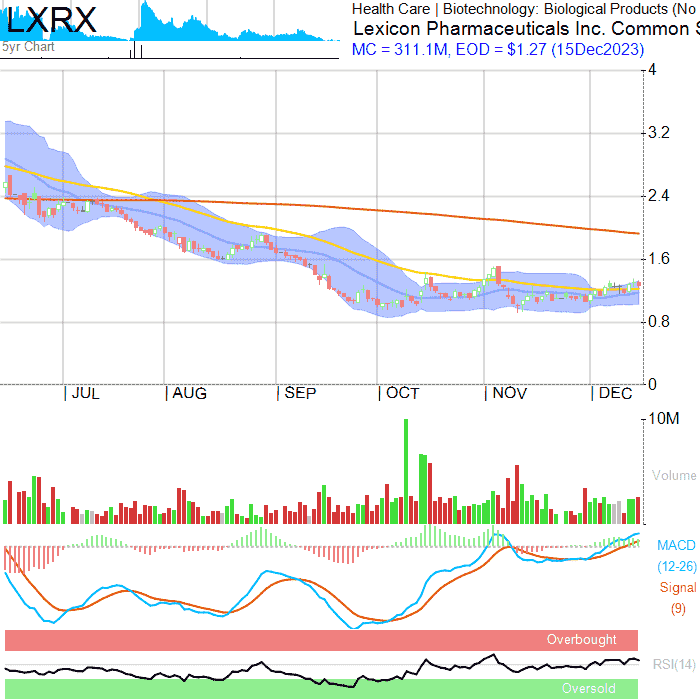 LXRX
5yr Chart
Health Care | Biotechnology: Biological Products (No
Lexicon Pharmaceuticals Inc. Common S
MC = 311.1M, EOD = $1.27 (15Dec2023)
4
3.2
2.4
1.6
0.8
0
JUL AUG SEP OCT NOV DEC
10M
Volume
MACD
(12-26)
Signal
(9)
Overbought
RSI(14)
Oversold